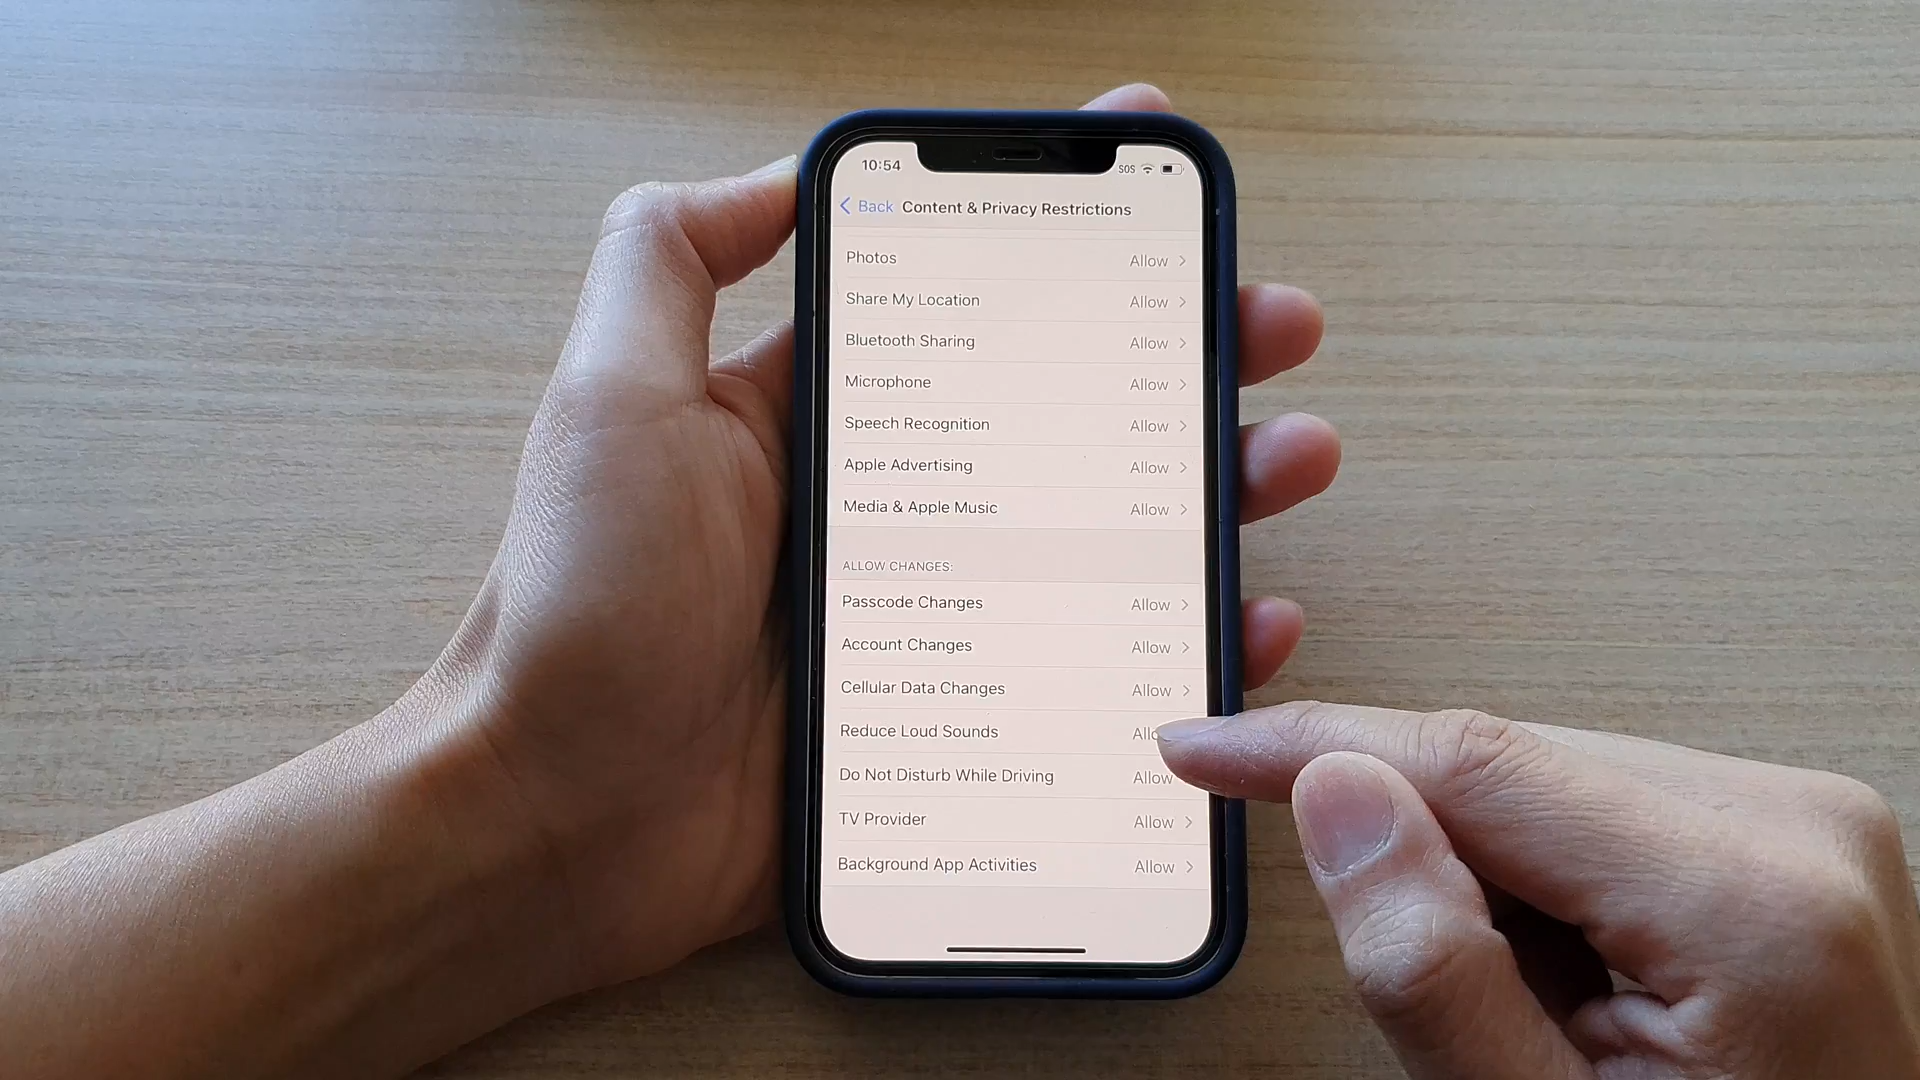 10:54 SOS
Back Content & Privacy Restrictions
Photos Allow
Share My Location Allow
Bluetooth Sharing Allow
Microphone Allow
Speech Recognition Allow
Apple Advertising Allow
Media & Apple Music Allow
ALLOW CHANGES:
Passcode Changes Allow
Account Changes Allow
Cellular Data Changes Allow
Reduce Loud Sounds Allo
Do Not Disturb While Driving Allow
TV Provider Allow
Background App Activities Allow